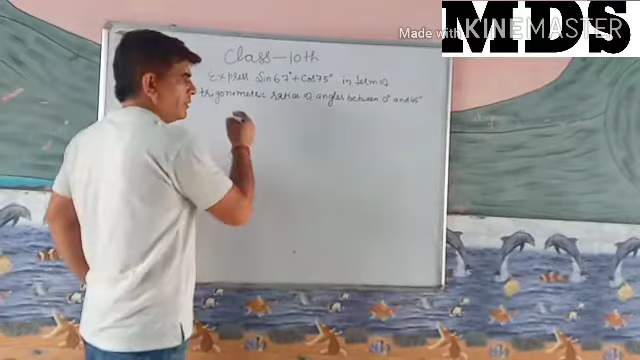 Made with KINEMASTER
MDS
Class - 10th
Express Sin 67° + Cos 75° in term of
trigonometric ratios of angles between 0° and 45°